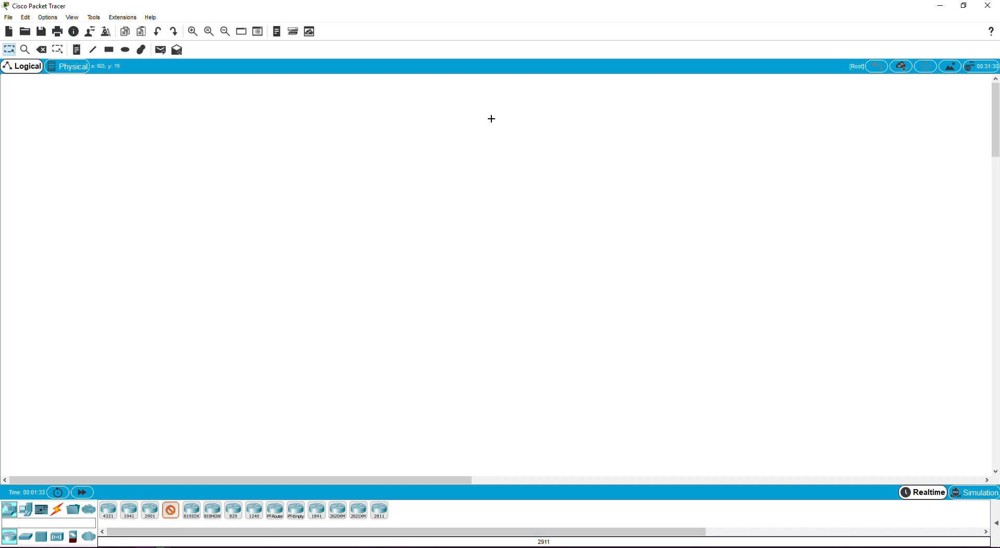 Cisco Packet Tracer
File Edit Options View Tools Extensions Help
?
Logical Physical x: 925, y: 70 [Root] 00:31:30
Time: 00:01:33 Realtime Simulation
4321 1941 2901 819IOX 819HGW 829 1240 PT-Router PT-Empty 1841 2620XM 2621XM 2811
2911